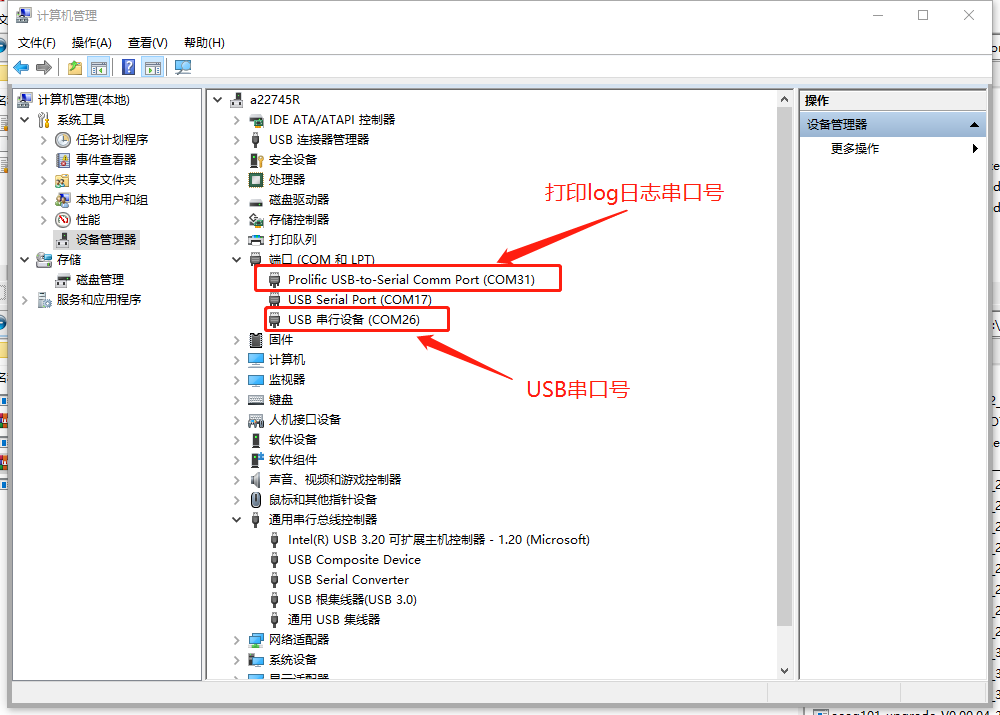 计算机管理
文件(F) 操作(A) 查看(V) 帮助(H)
计算机管理(本地)
系统工具
任务计划程序
事件查看器
共享文件夹
本地用户和组
性能
设备管理器
存储
磁盘管理
服务和应用程序
a22745R
IDE ATA/ATAPI 控制器
USB 连接器管理器
安全设备
处理器
磁盘驱动器
存储控制器
打印队列
端口 (COM 和 LPT)
Prolific USB-to-Serial Comm Port (COM31)
USB Serial Port (COM17)
USB 串行设备 (COM26)
固件
计算机
监视器
键盘
人机接口设备
软件设备
软件组件
声音、视频和游戏控制器
鼠标和其他指针设备
通用串行总线控制器
Intel(R) USB 3.20 可扩展主机控制器 - 1.20 (Microsoft)
USB Composite Device
USB Serial Converter
USB 根集线器(USB 3.0)
通用 USB 集线器
网络适配器
系统设备
显示适配器
打印log日志串口号
USB串口号
操作
设备管理器
更多操作